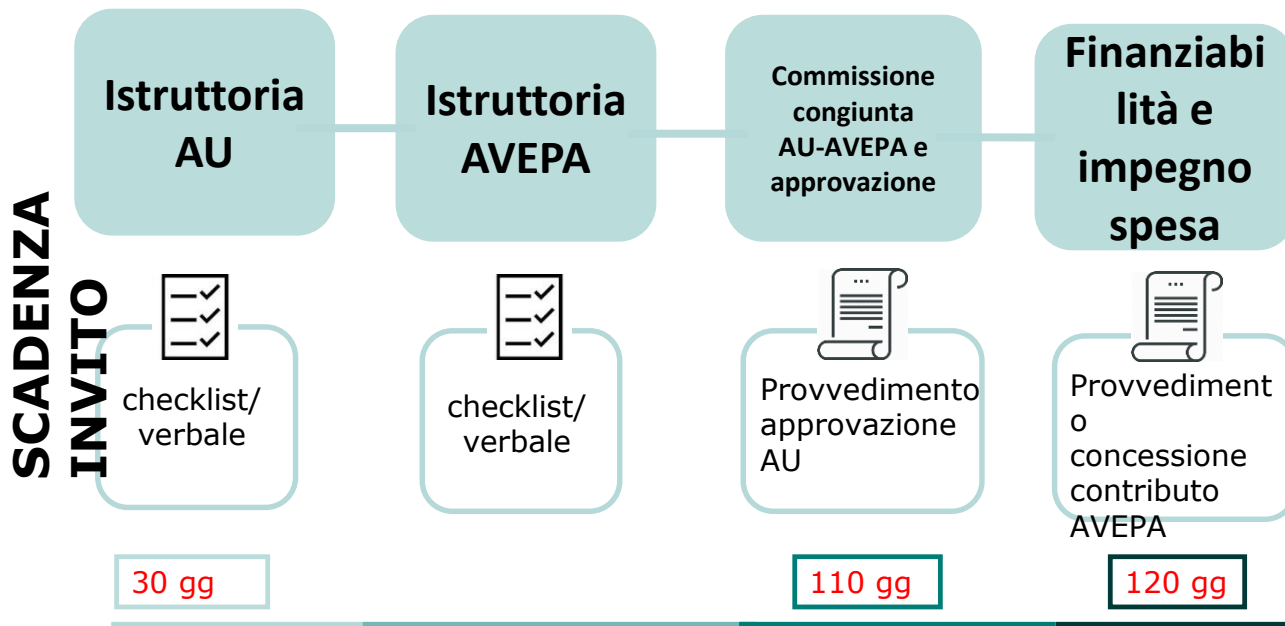 SCADENZA
INVITO
Istruttoria
AU
Istruttoria
AVEPA
Commissione
congiunta
AU-AVEPA e
approvazione
Finanziabi
lità e
impegno
spesa
checklist/
verbale
checklist/
verbale
Provvedimento
approvazione
AU
Provvediment
o
concessione
contributo
AVEPA
30 gg
110 gg
120 gg